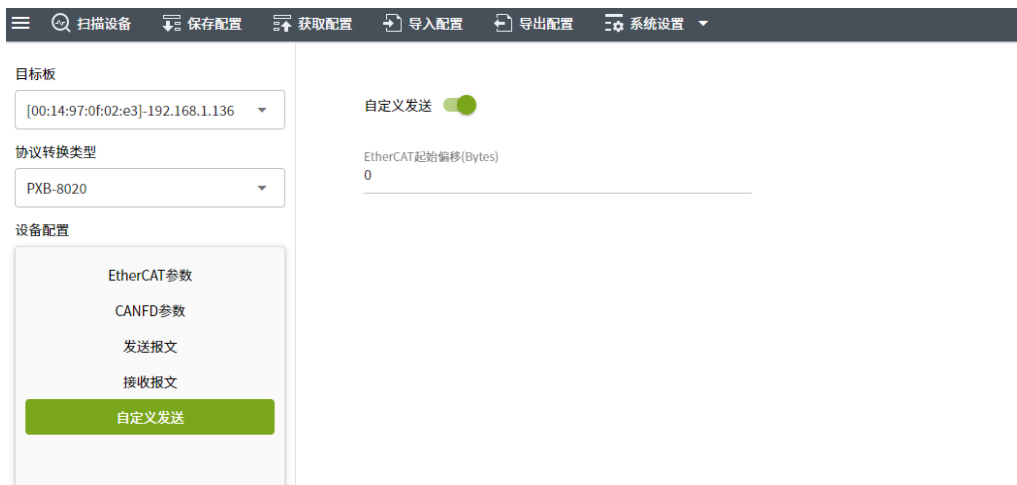 扫描设备 保存配置 获取配置 导入配置 导出配置 系统设置
目标板
[00:14:97:0f:02:e3]-192.168.1.136
协议转换类型
PXB-8020
设备配置
EtherCAT参数
CANFD参数
发送报文
接收报文
自定义发送
自定义发送
EtherCAT起始偏移(Bytes)
0